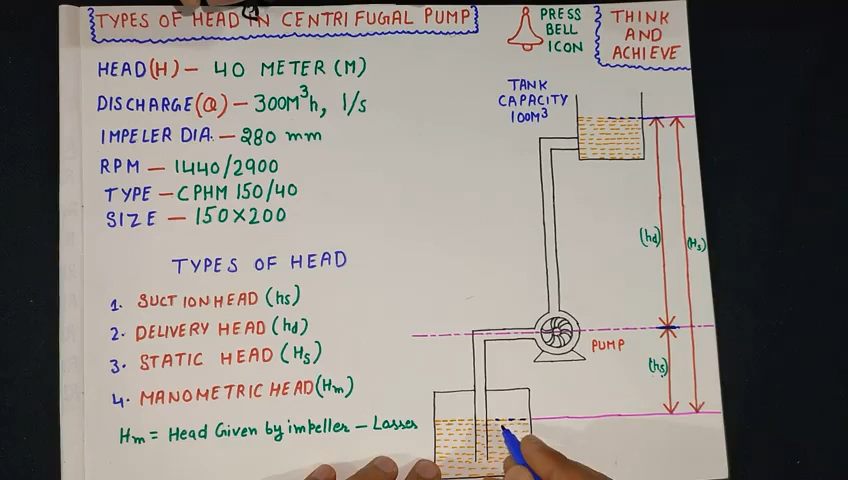 TYPES OF HEAD IN CENTRIFUGAL PUMP
PRESS
BELL
ICON
THINK
AND
ACHIEVE
HEAD(H) - 40 METER (M)
DISCHARGE(Q) - 300M³h, l/s
IMPELER DIA. - 280 mm
RPM - 1440/2900
TYPE - CPHM 150/40
SIZE - 150X200
TANK
CAPACITY
100M³
TYPES OF HEAD
1. SUCTION HEAD (hs)
2. DELIVERY HEAD (hd)
3. STATIC HEAD (Hs)
4. MANOMETRIC HEAD (Hm)
Hm = Head Given by impeller - Losses
(hd)
(Hs)
PUMP
(hs)